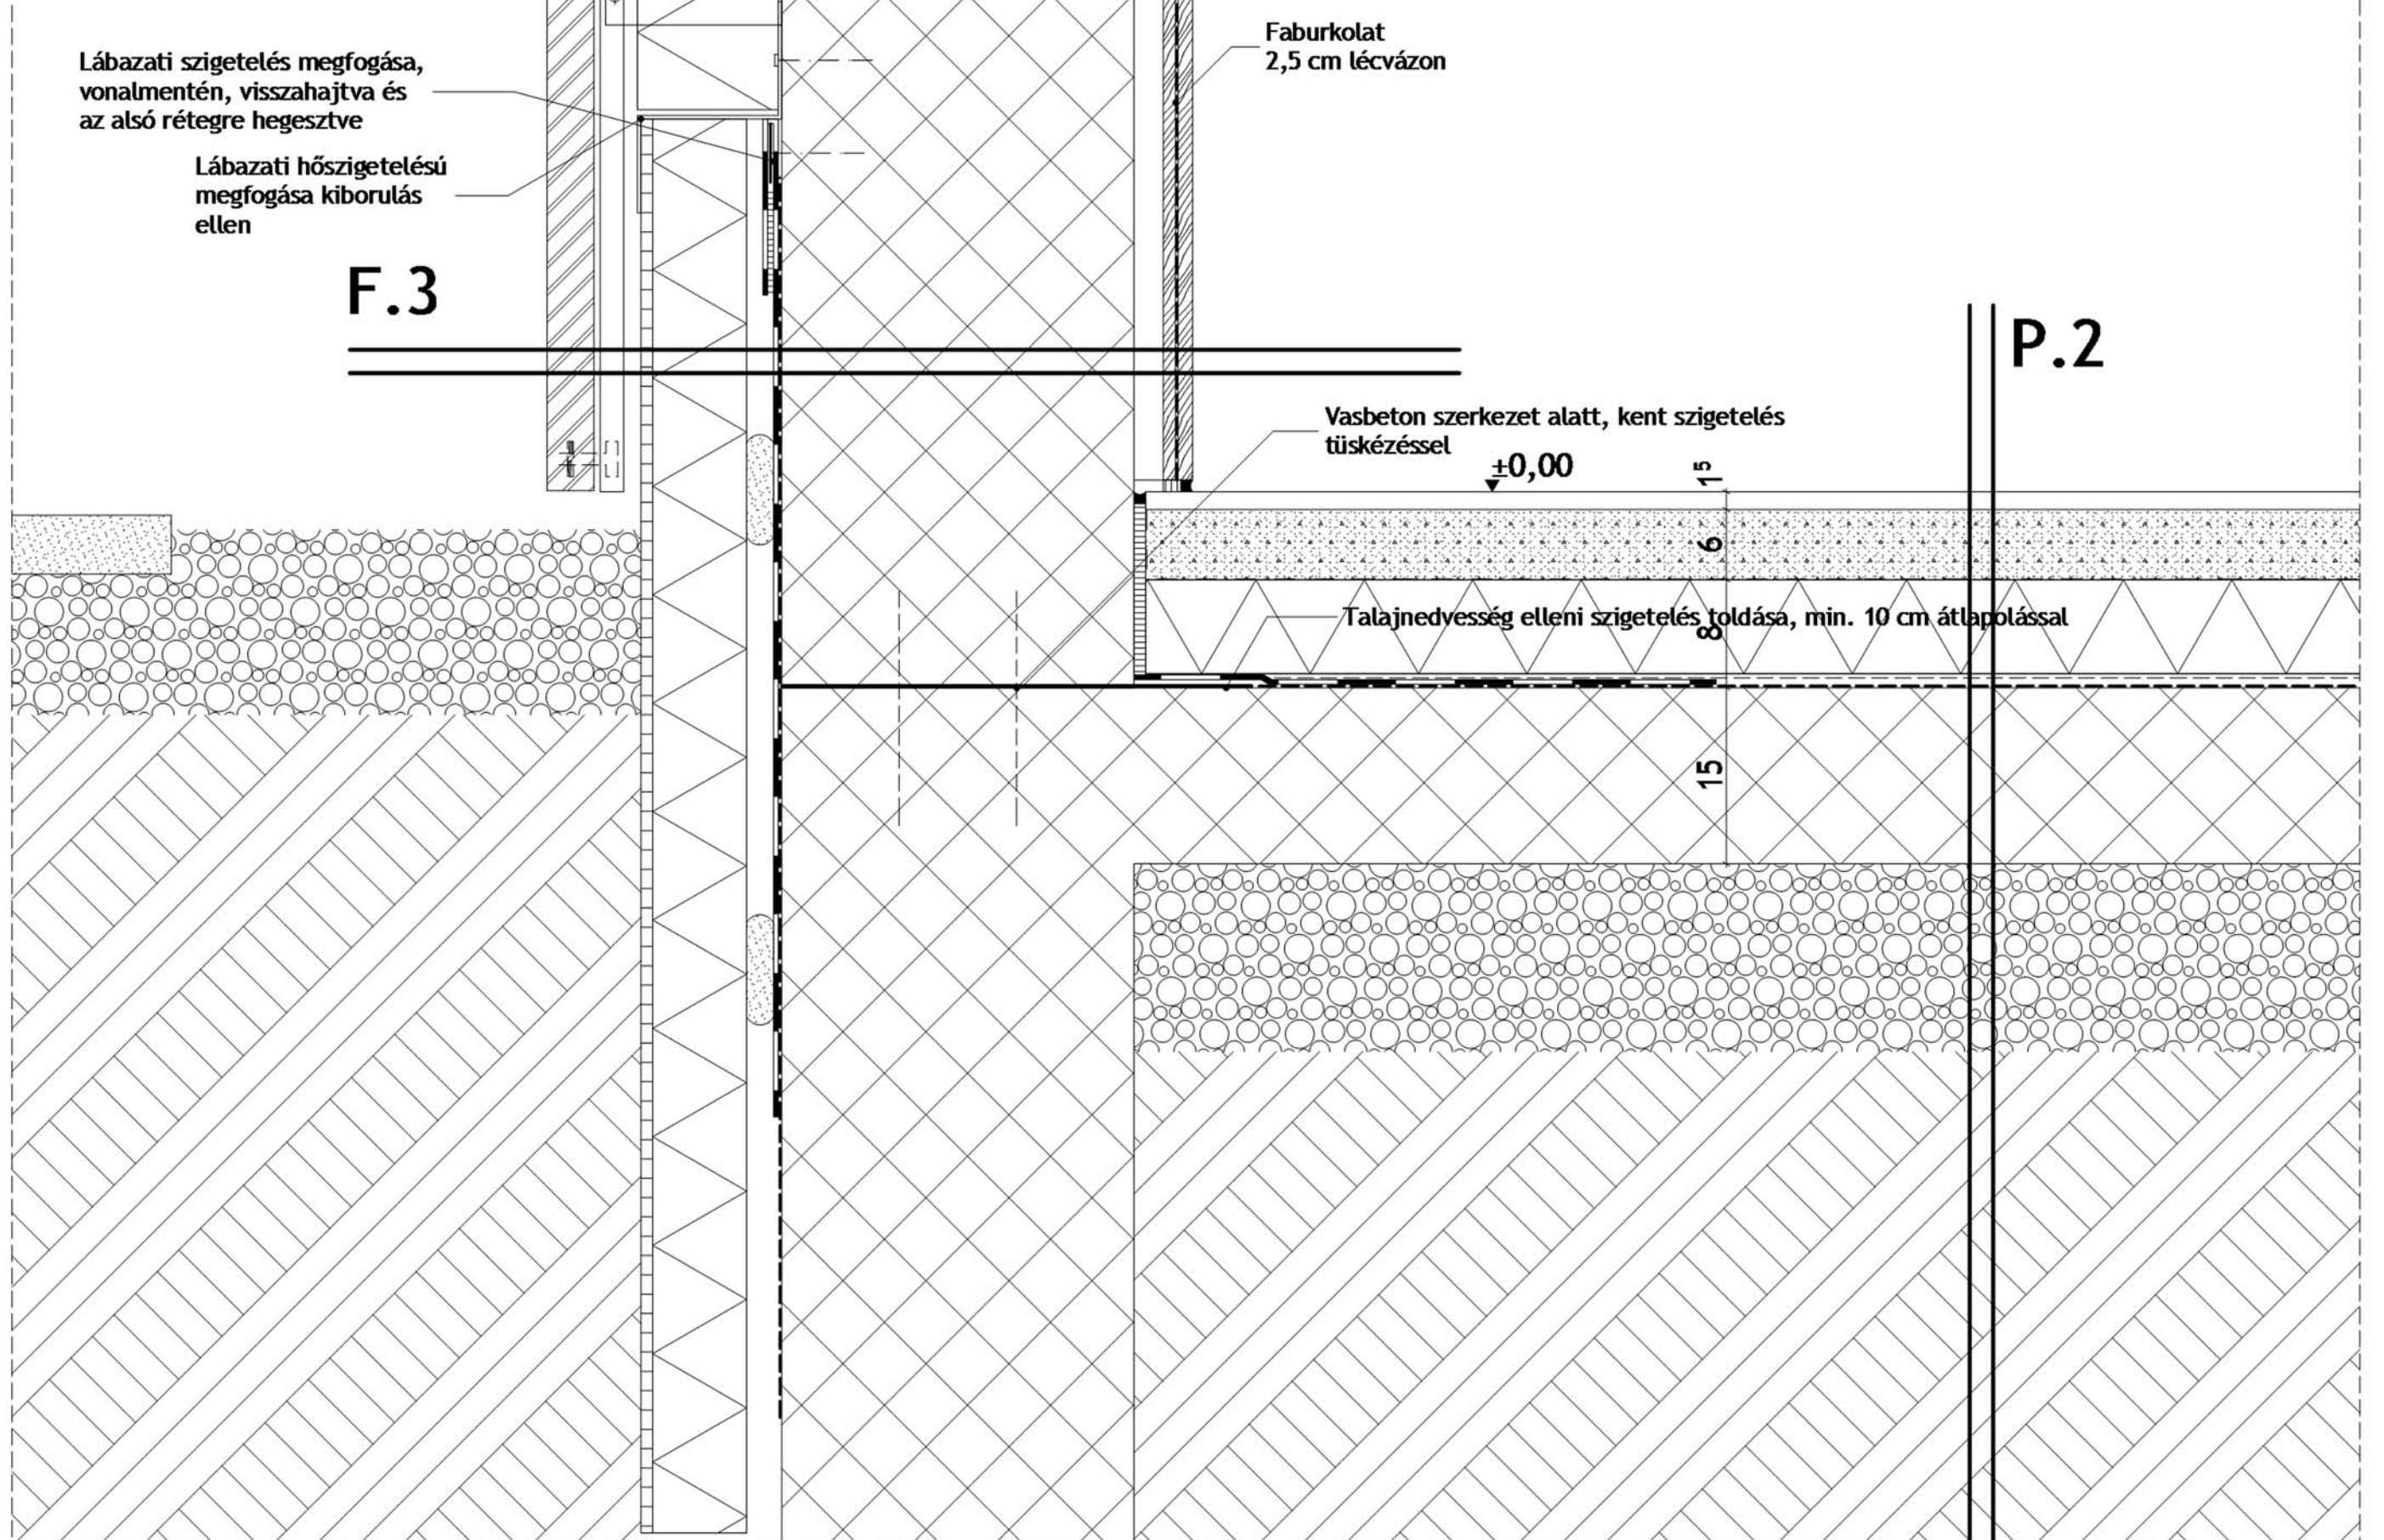 Lábazati szigetelés megfogása,
vonalmentén, visszahajtva és
az alsó rétegre hegesztve
Lábazati hőszigetelésú
megfogása kiborulás
ellen
F.3
Faburkolat
2,5 cm lécvázon
P.2
Vasbeton szerkezet alatt, kent szigetelés
tüskézéssel
±0,00
1⁵
6
Talajnedvesség elleni szigetelés toldása, min. 10 cm átlapolással
8
15